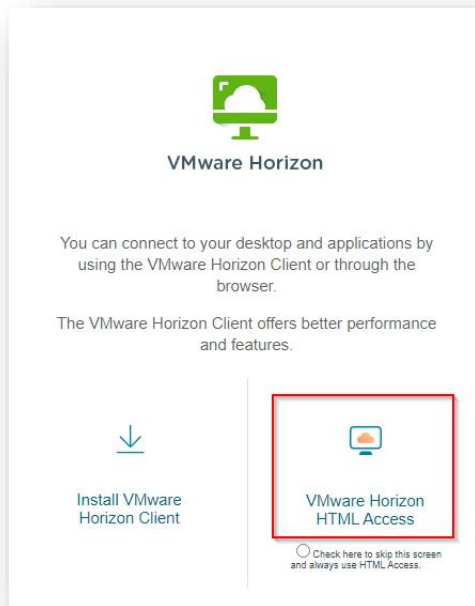 VMware Horizon
You can connect to your desktop and applications by
using the VMware Horizon Client or through the
browser.
The VMware Horizon Client offers better performance
and features.
Install VMware
Horizon Client
VMware Horizon
HTML Access
Check here to skip this screen
and always use HTML Access.